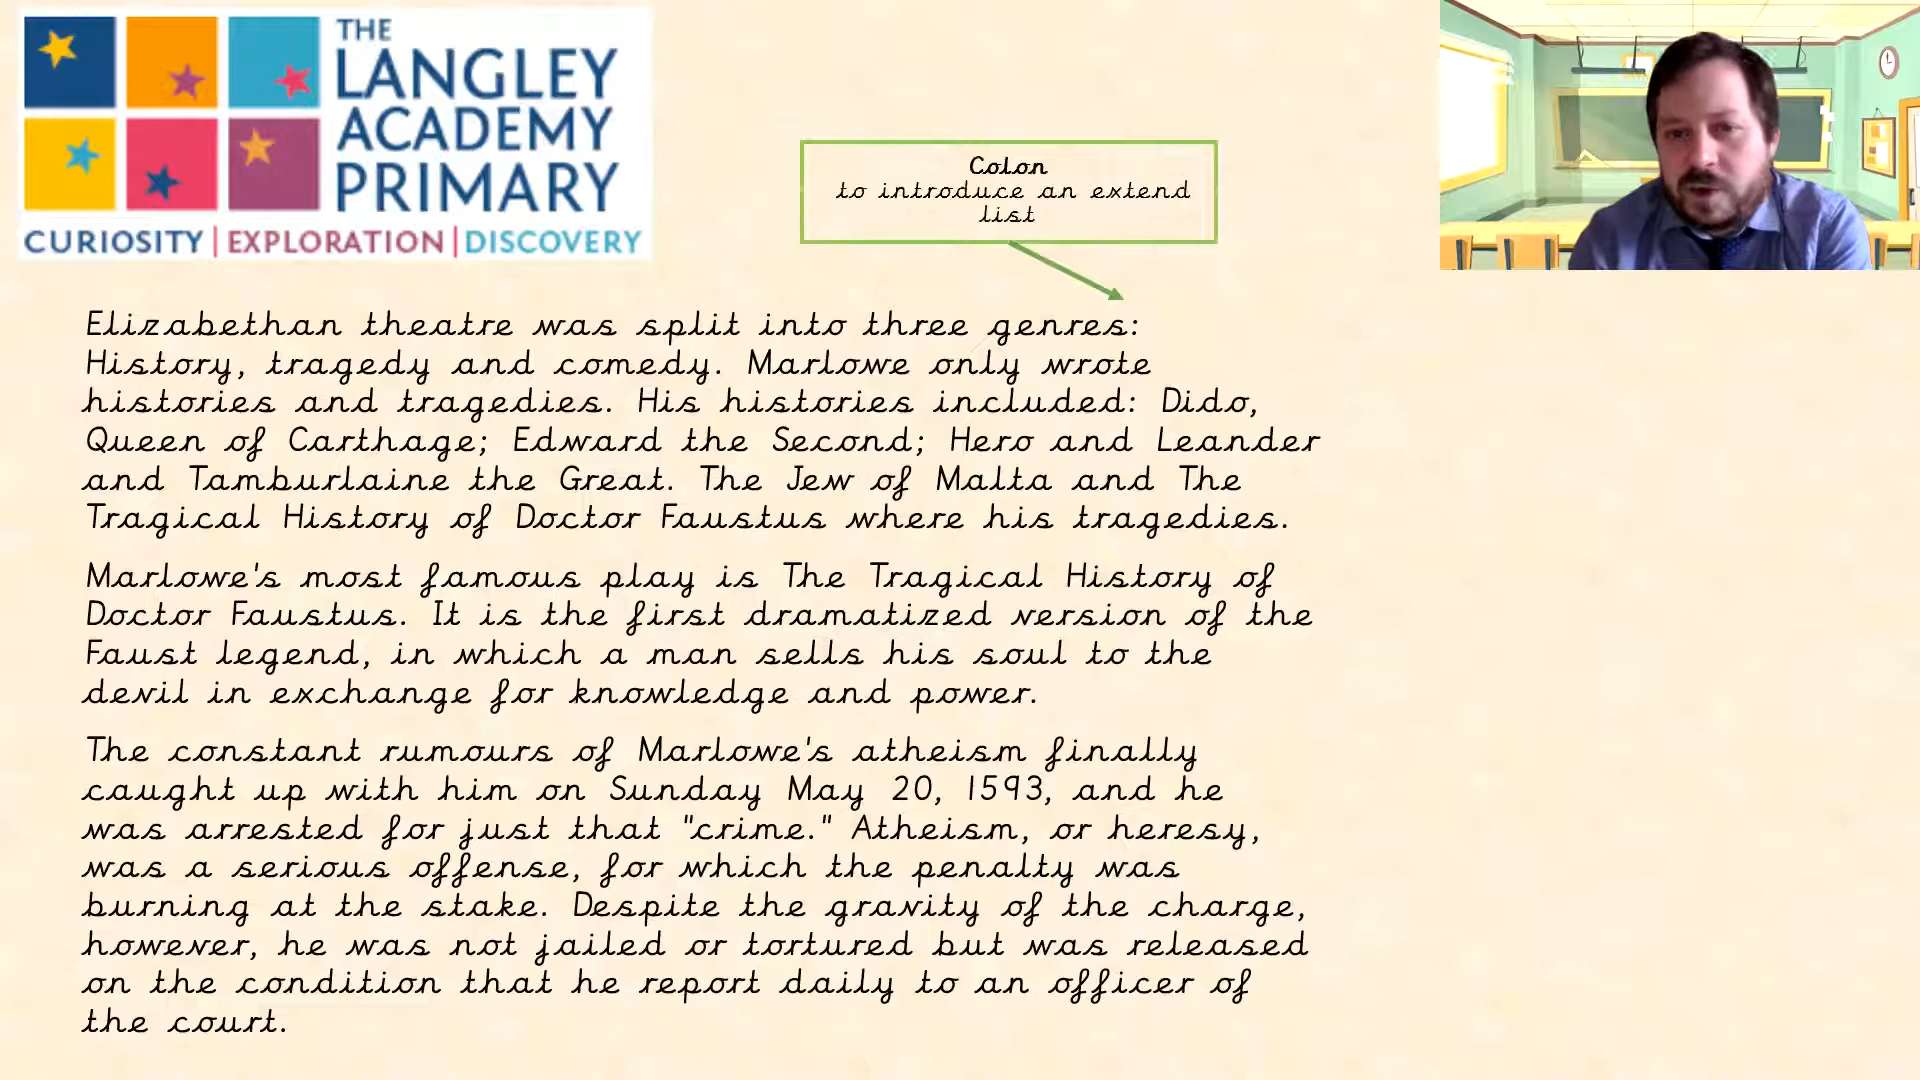 THE
LANGLEY
ACADEMY
PRIMARY
CURIOSITY | EXPLORATION | DISCOVERY
Colon
to introduce an extend
list
Elizabethan theatre was split into three genres:
History, tragedy and comedy. Marlowe only wrote
histories and tragedies. His histories included: Dido,
Queen of Carthage; Edward the Second; Hero and Leander
and Tamburlaine the Great. The Jew of Malta and The
Tragical History of Doctor Faustus where his tragedies.
Marlowe's most famous play is The Tragical History of
Doctor Faustus. It is the first dramatized version of the
Faust legend, in which a man sells his soul to the
devil in exchange for knowledge and power.
The constant rumours of Marlowe's atheism finally
caught up with him on Sunday May 20, 1593, and he
was arrested for just that "crime." Atheism, or heresy,
was a serious offense, for which the penalty was
burning at the stake. Despite the gravity of the charge,
however, he was not jailed or tortured but was released
on the condition that he report daily to an officer of
the court.